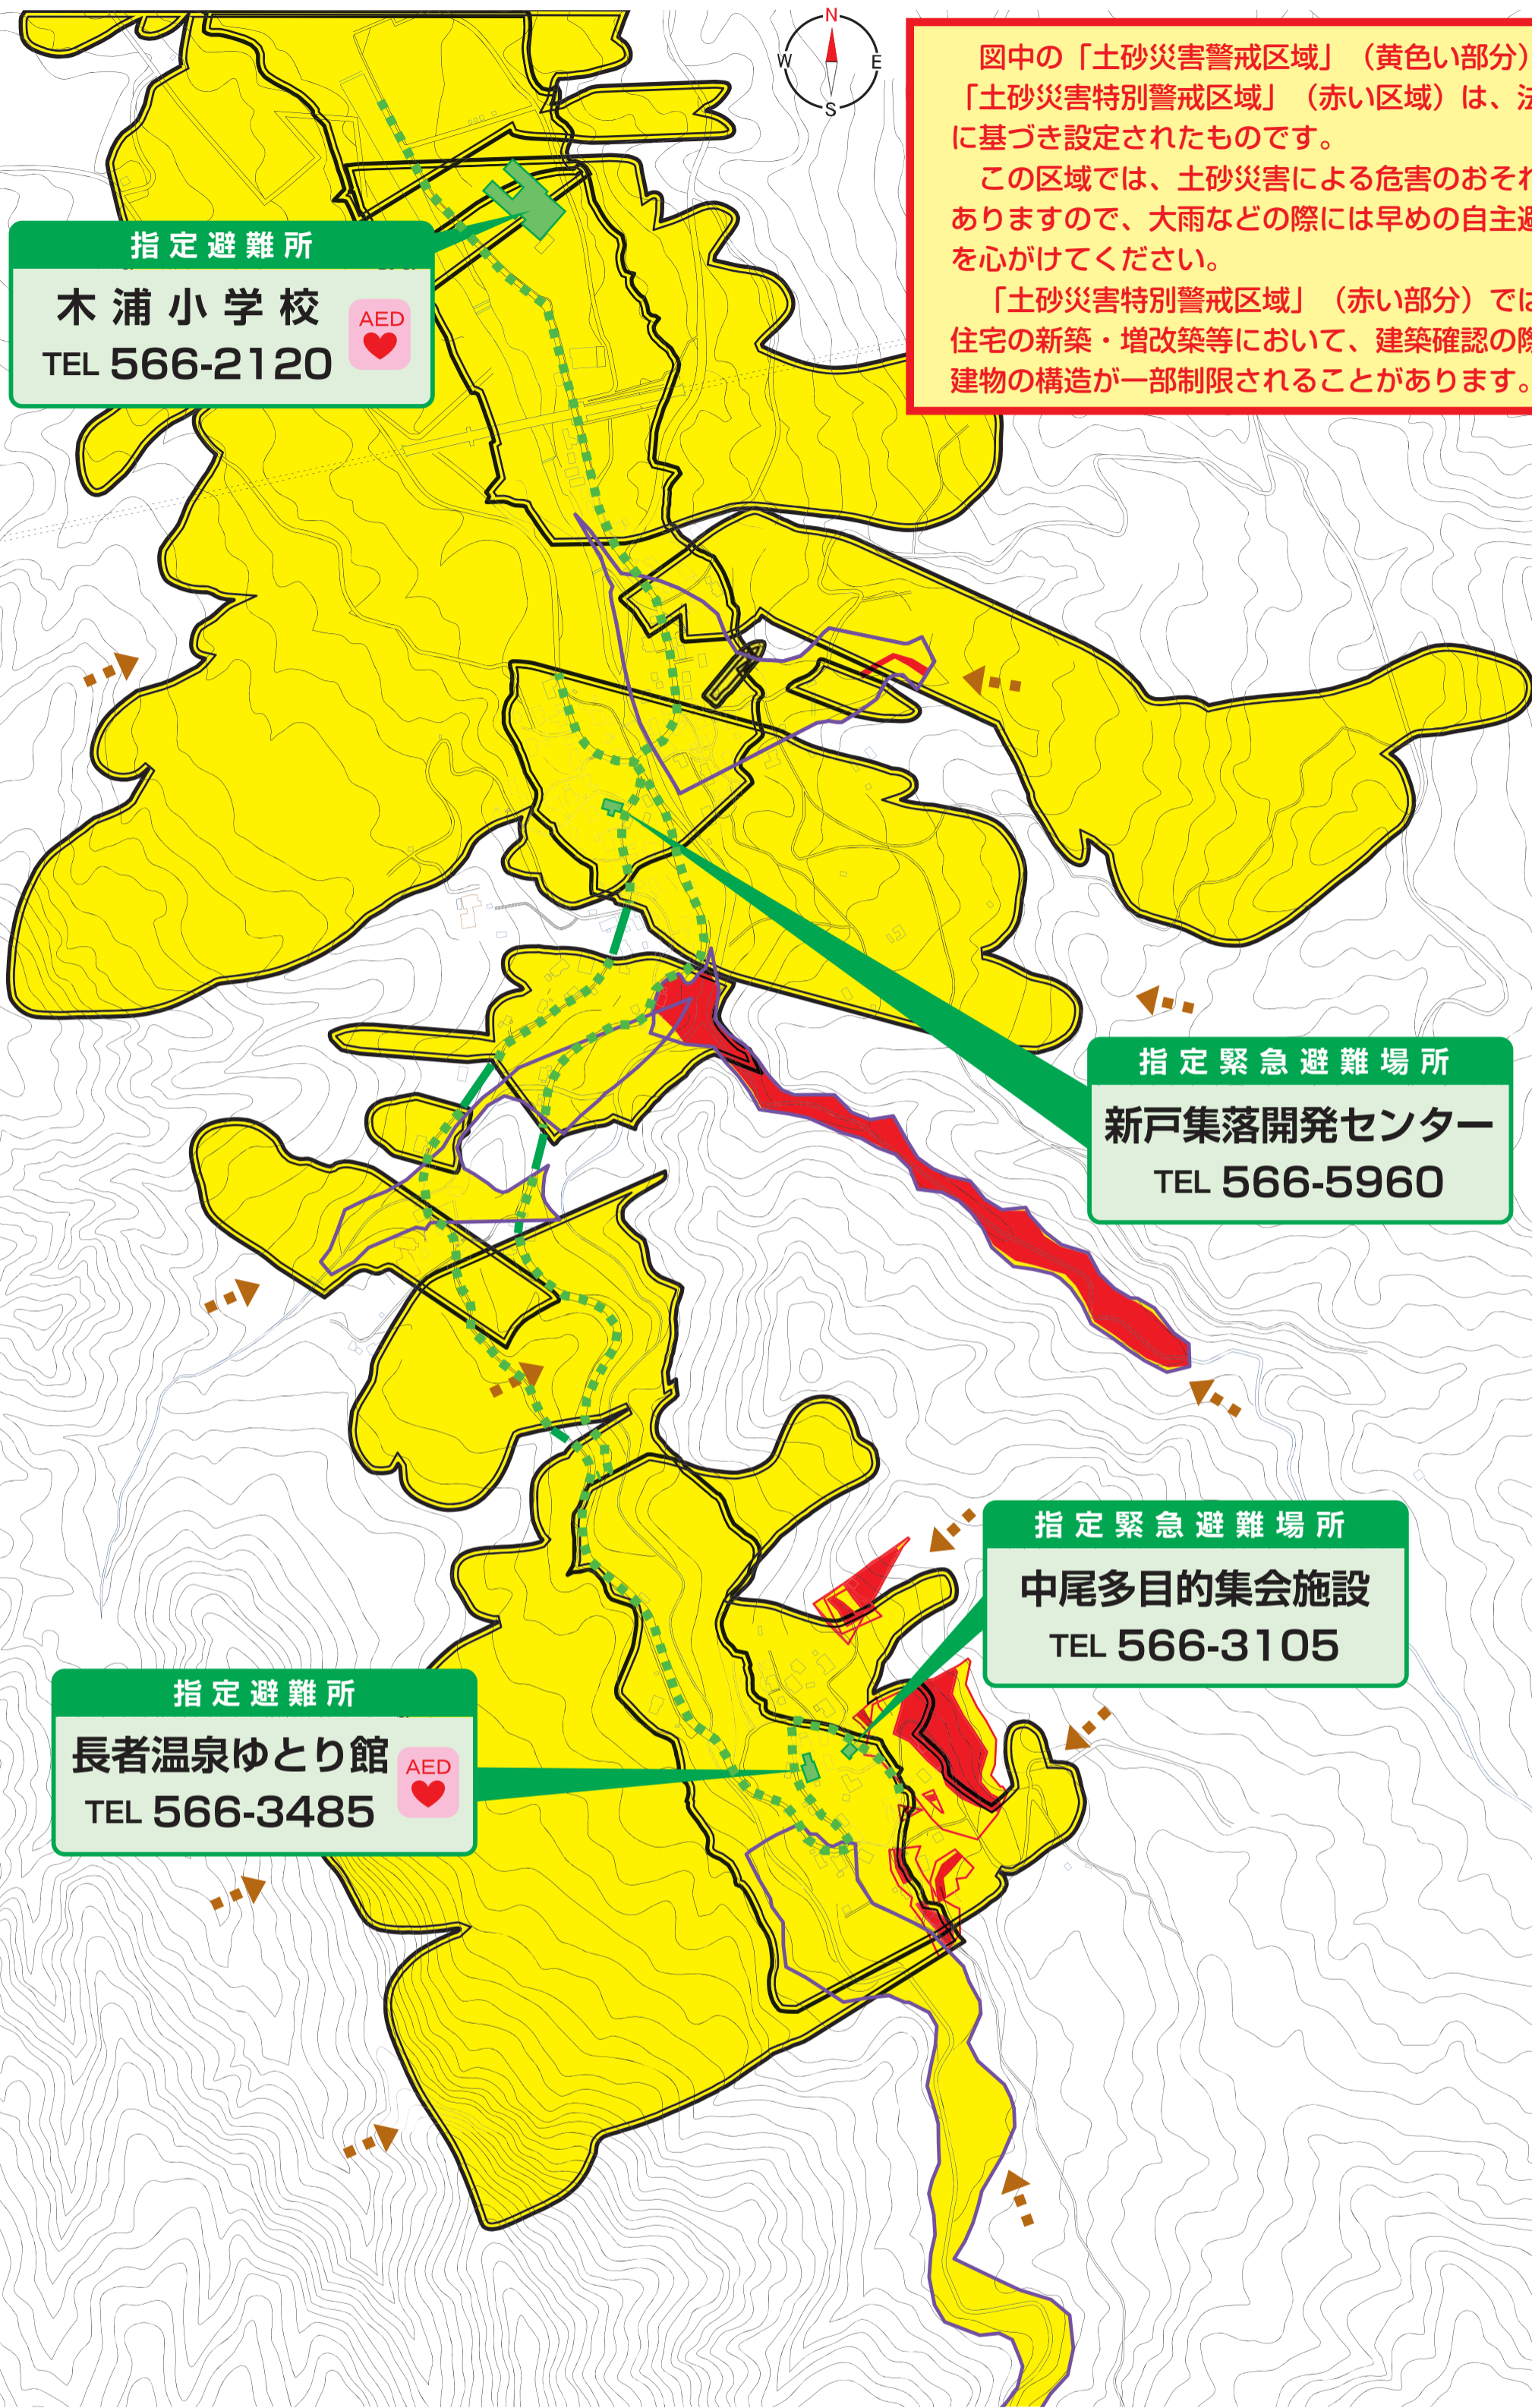 N
W
E
S
図中の「土砂災害警戒区域」（黄色い部分）
「土砂災害特別警戒区域」（赤い区域）は、法
に基づき設定されたものです。
この区域では、土砂災害による危害のおそれ
ありますので、大雨などの際には早めの自主避
を心がけてください。
「土砂災害特別警戒区域」（赤い部分）では
住宅の新築・増改築等において、建築確認の際
建物の構造が一部制限されることがあります。
指定避難所
木浦小学校
TEL 566-2120
AED
指定緊急避難場所
新戸集落開発センター
TEL 566-5960
指定緊急避難場所
中尾多目的集会施設
TEL 566-3105
指定避難所
長者温泉ゆとり館
TEL 566-3485
AED